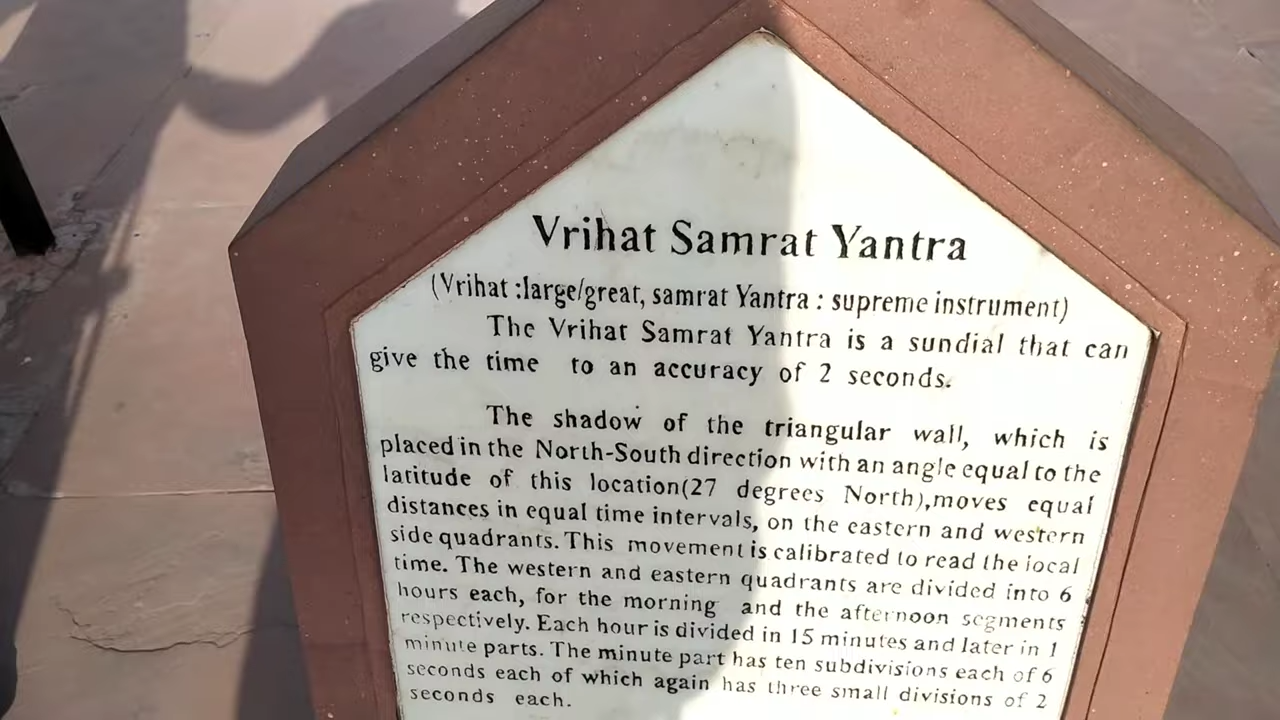 Vrihat Samrat Yantra
(Vrihat :large/great, samrat Yantra : supreme instrument)
The Vrihat Samrat Yantra is a sundial that can
give the time to an accuracy of 2 seconds.
The shadow of the triangular wall, which is
placed in the North-South direction with an angle equal to the
latitude of this location(27 degrees North),moves equal
distances in equal time intervals, on the eastern and western
side quadrants. This movement is calibrated to read the local
time. The western and eastern quadrants are divided into 6
hours each, for the morning and the afternoon segments
respectively. Each hour is divided in 15 minutes and later in 1
minute parts. The minute part has ten subdivisions each of 6
seconds each of which again has three small divisions of 2
seconds each.